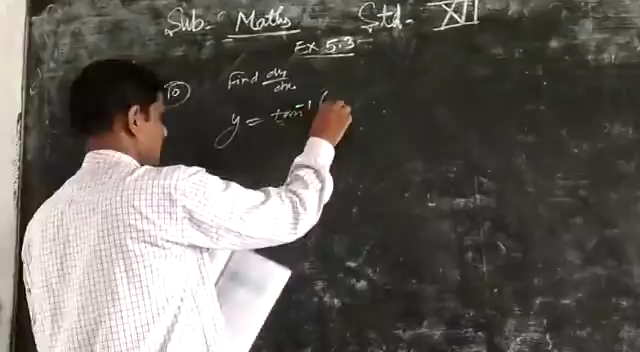 Sub- Maths Std- XII
Ex 5.3
10 Find dy/dx
y = tan⁻¹ (